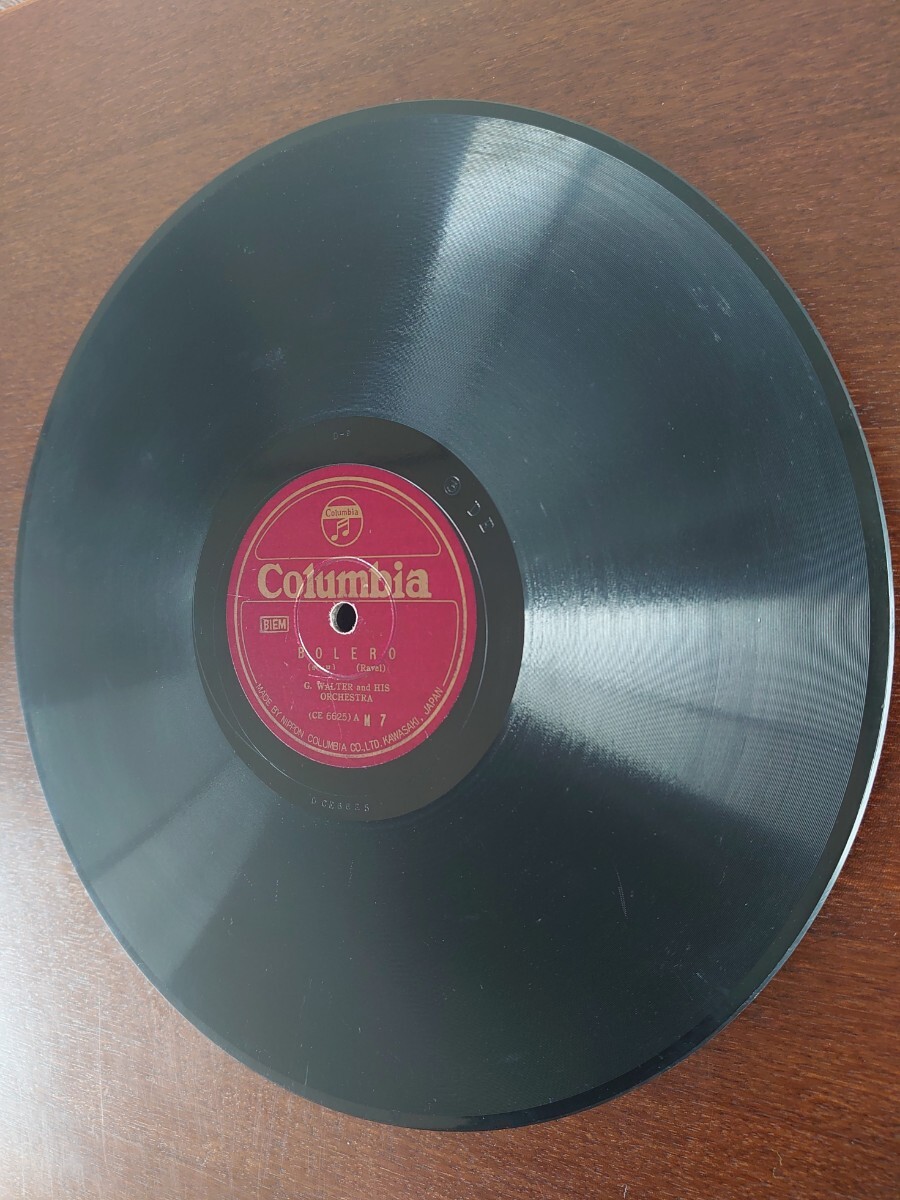 D-
DE
Columbia
Columbia
BIEM
BOLERO
(Ravel)
G. WALTER and HIS
ORCHESTRA
(CE 6625) A M 7
MADE BY NIPPON COLUMBIA CO., LTD. KAWASAKI, JAPAN